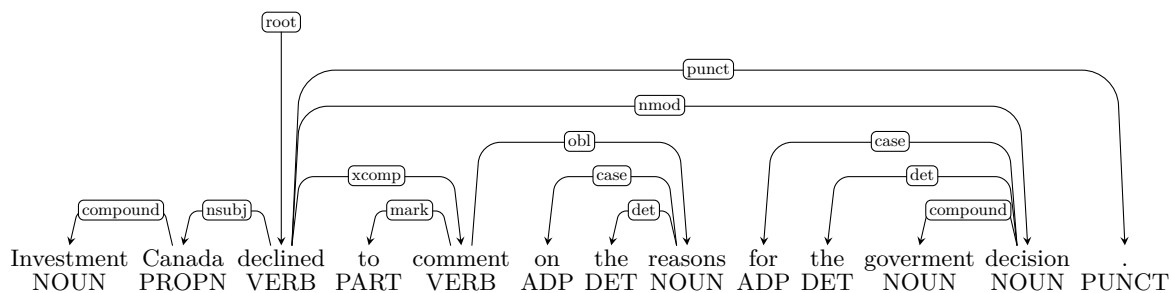 root
punct
nmod
obl case
xcomp case det
compound nsubj mark det compound
Investment Canada declined to comment on the reasons for the goverment decision .
NOUN PROPN VERB PART VERB ADP DET NOUN ADP DET NOUN NOUN PUNCT